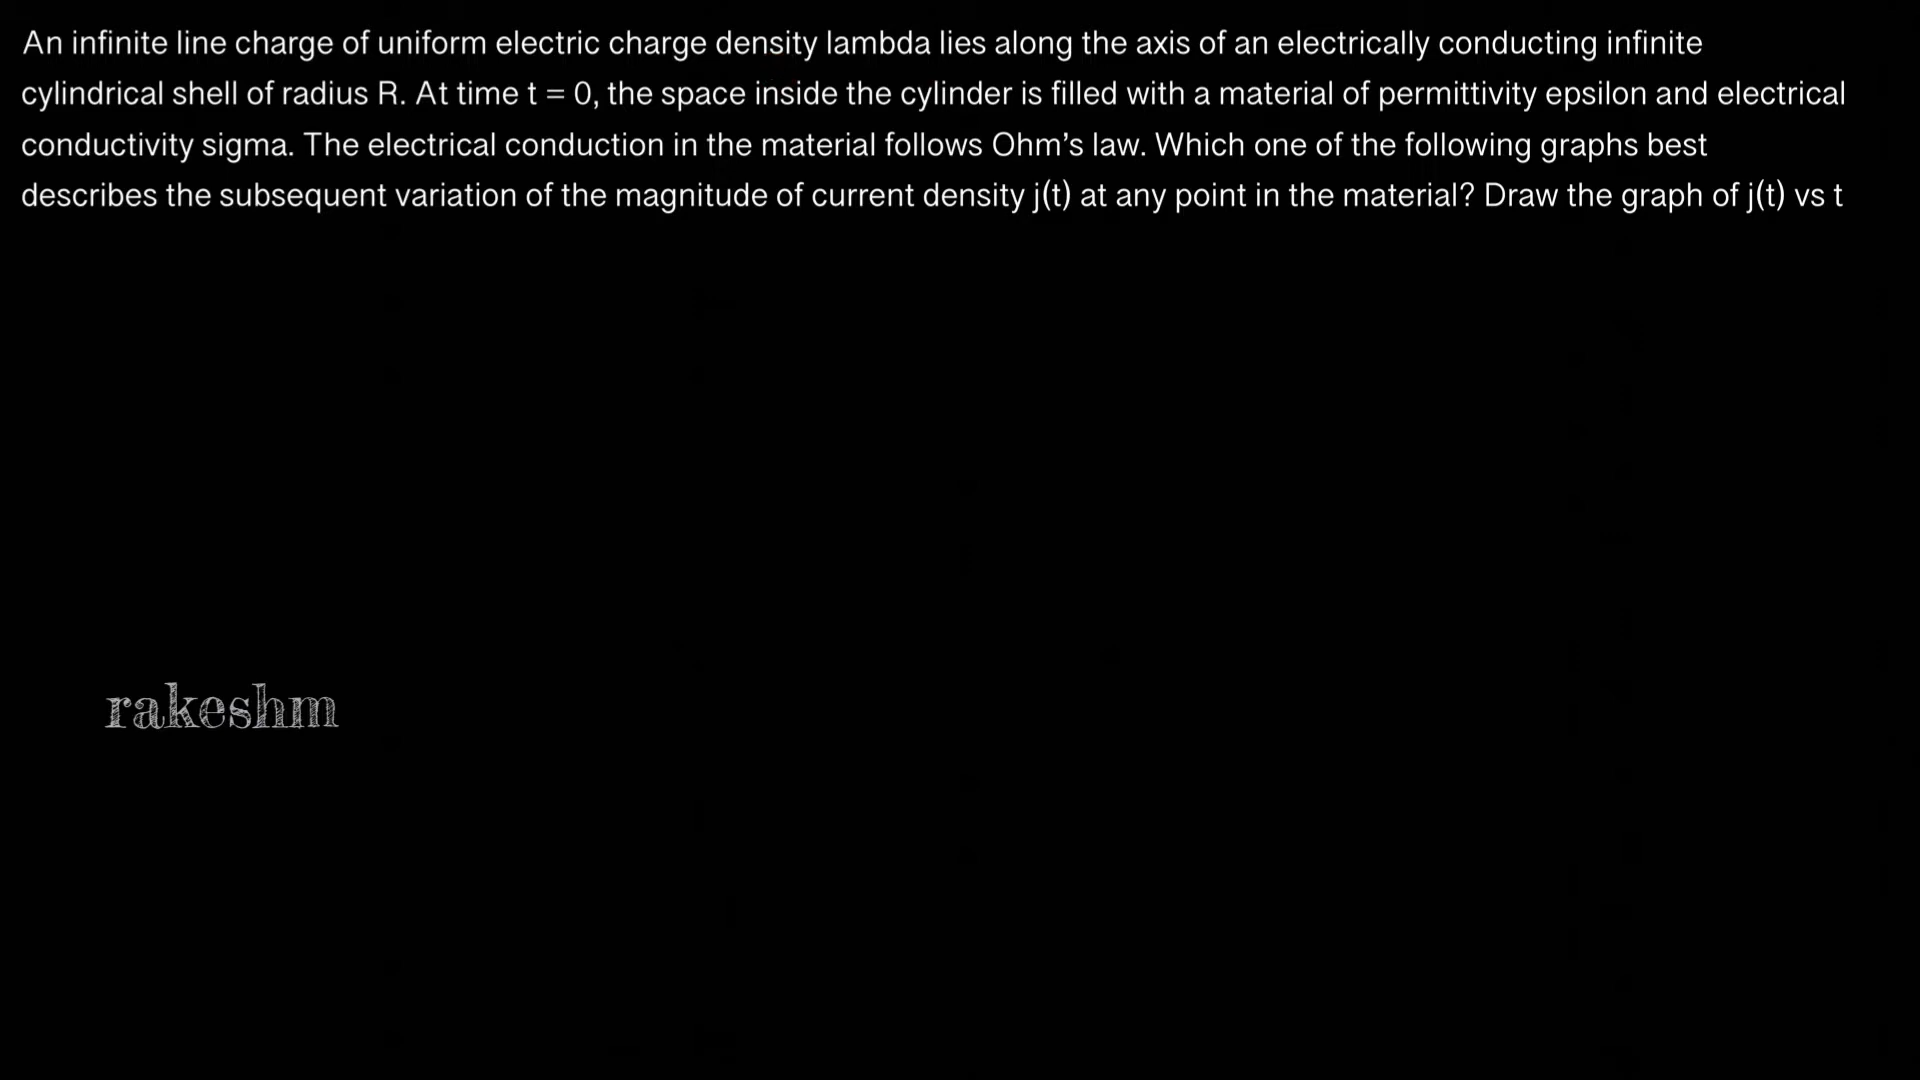 An infinite line charge of uniform electric charge density lambda lies along the axis of an electrically conducting infinite
cylindrical shell of radius R. At time t = 0, the space inside the cylinder is filled with a material of permittivity epsilon and electrical
conductivity sigma. The electrical conduction in the material follows Ohm’s law. Which one of the following graphs best
describes the subsequent variation of the magnitude of current density j(t) at any point in the material? Draw the graph of j(t) vs t
rakeshm